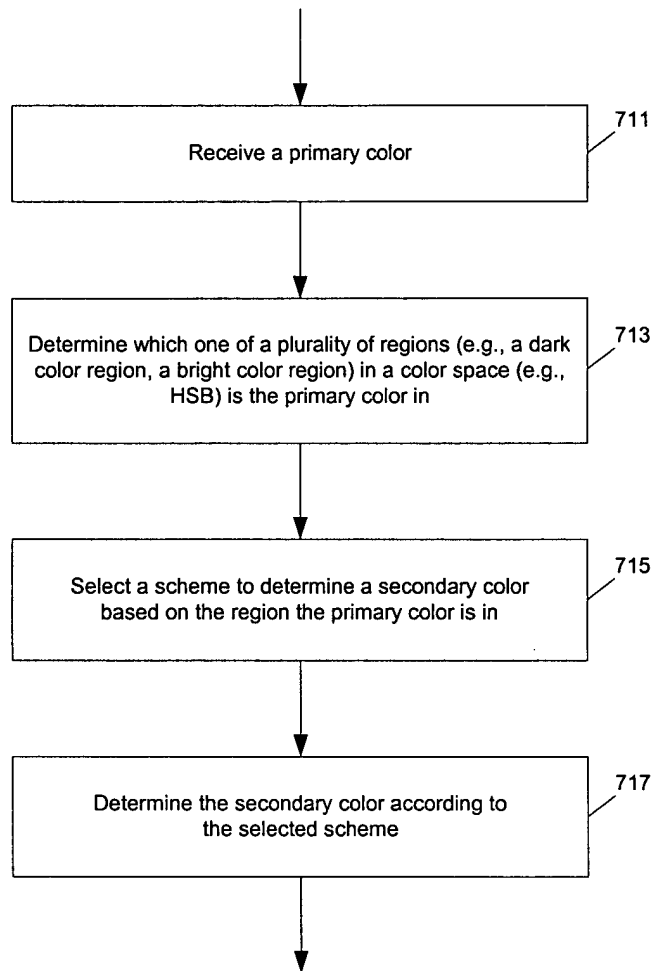 711
Receive a primary color
713
Determine which one of a plurality of regions (e.g., a dark
color region, a bright color region) in a color space (e.g.,
HSB) is the primary color in
715
Select a scheme to determine a secondary color
based on the region the primary color is in
717
Determine the secondary color according to
the selected scheme